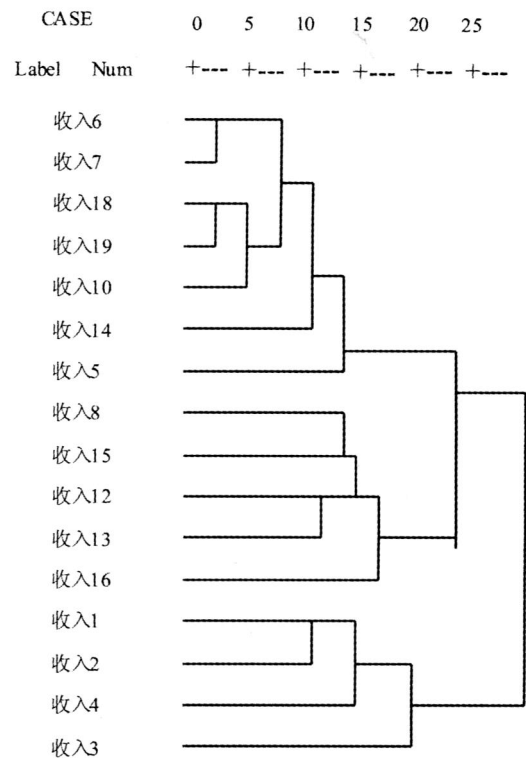 CASE 0 5 10 15 20 25
Label Num +--- +--- +--- +--- +--- +---
收入6
收入7
收入18
收入19
收入10
收入14
收入5
收入8
收入15
收入12
收入13
收入16
收入1
收入2
收入4
收入3